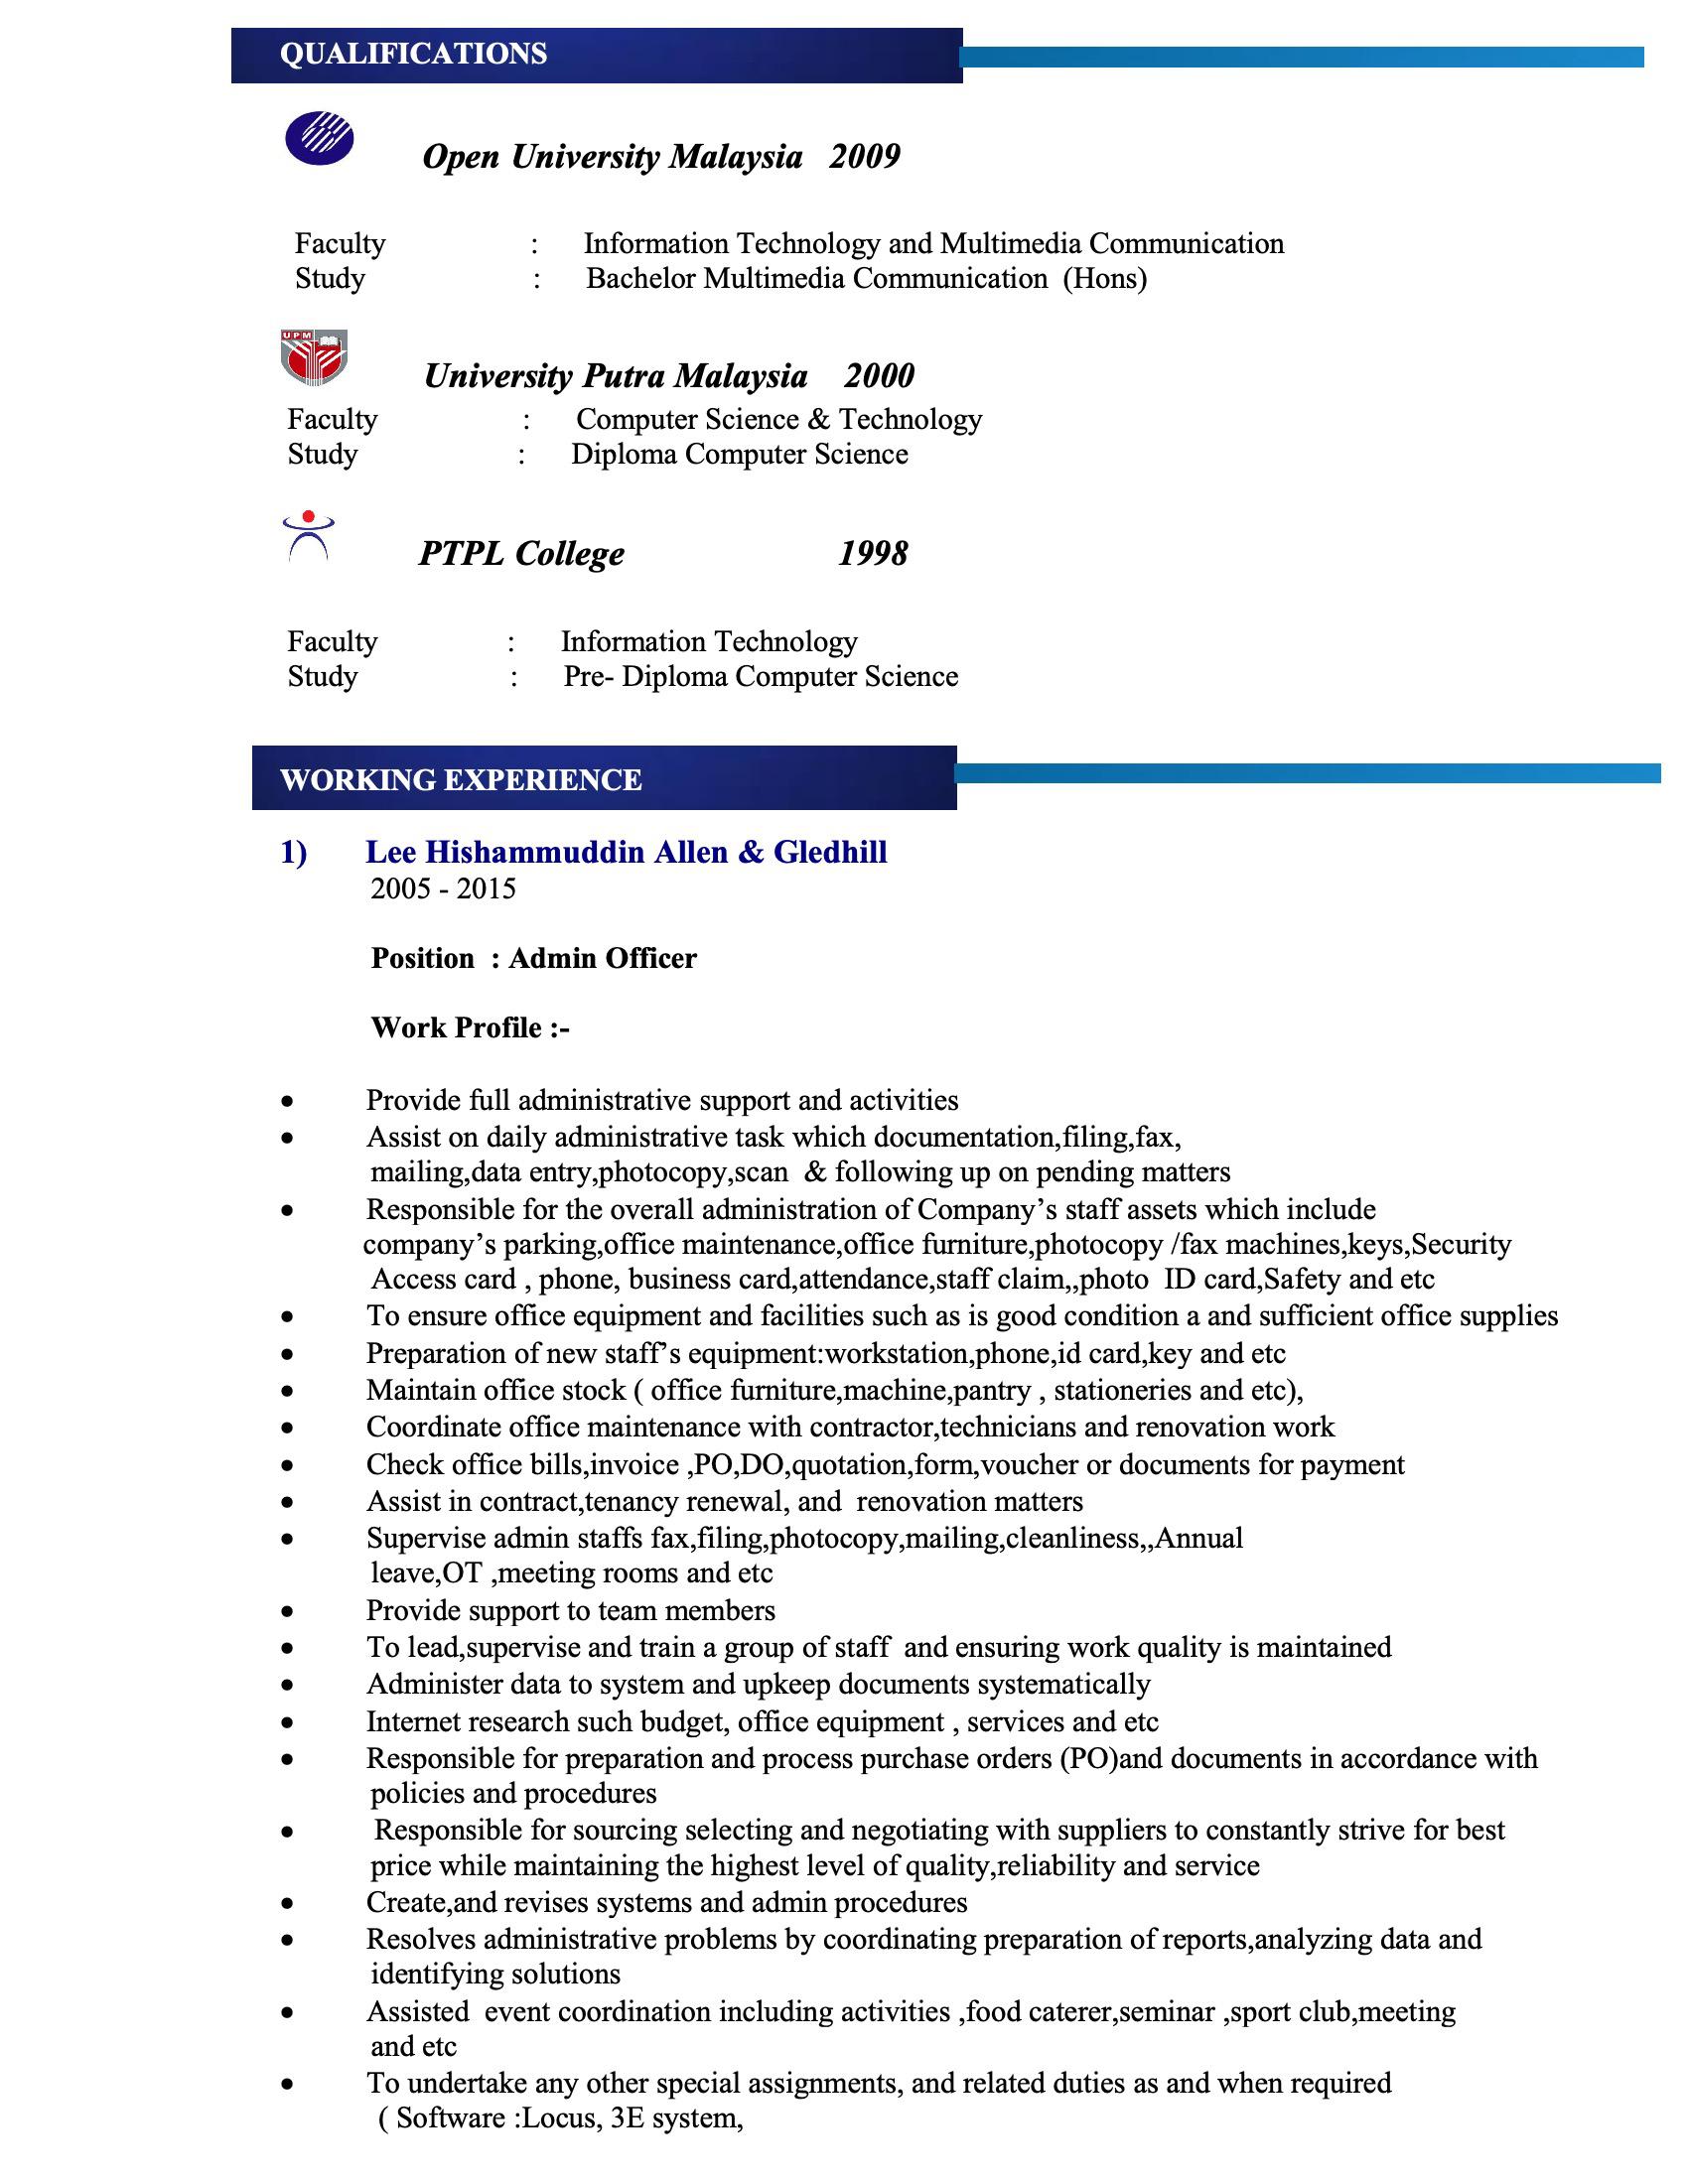 QUALIFICATIONS
Open University Malaysia 2009
Faculty : Information Technology and Multimedia Communication
Study : Bachelor Multimedia Communication (Hons)
UPM
University Putra Malaysia 2000
Faculty : Computer Science & Technology
Study : Diploma Computer Science
PTPL College 1998
Faculty : Information Technology
Study : Pre- Diploma Computer Science
WORKING EXPERIENCE
1) Lee Hishammuddin Allen & Gledhill
2005 - 2015
Position : Admin Officer
Work Profile :-
• Provide full administrative support and activities
• Assist on daily administrative task which documentation,filing,fax,
mailing,data entry,photocopy,scan & following up on pending matters
• Responsible for the overall administration of Company’s staff assets which include
company’s parking,office maintenance,office furniture,photocopy /fax machines,keys,Security
Access card , phone, business card,attendance,staff claim,,photo ID card,Safety and etc
• To ensure office equipment and facilities such as is good condition a and sufficient office supplies
• Preparation of new staff’s equipment:workstation,phone,id card,key and etc
• Maintain office stock ( office furniture,machine,pantry , stationeries and etc),
• Coordinate office maintenance with contractor,technicians and renovation work
• Check office bills,invoice ,PO,DO,quotation,form,voucher or documents for payment
• Assist in contract,tenancy renewal, and renovation matters
• Supervise admin staffs fax,filing,photocopy,mailing,cleanliness,,Annual
leave,OT ,meeting rooms and etc
• Provide support to team members
• To lead,supervise and train a group of staff and ensuring work quality is maintained
• Administer data to system and upkeep documents systematically
• Internet research such budget, office equipment , services and etc
• Responsible for preparation and process purchase orders (PO)and documents in accordance with
policies and procedures
• Responsible for sourcing selecting and negotiating with suppliers to constantly strive for best
price while maintaining the highest level of quality,reliability and service
• Create,and revises systems and admin procedures
• Resolves administrative problems by coordinating preparation of reports,analyzing data and
identifying solutions
• Assisted event coordination including activities ,food caterer,seminar ,sport club,meeting
and etc
• To undertake any other special assignments, and related duties as and when required
( Software :Locus, 3E system,